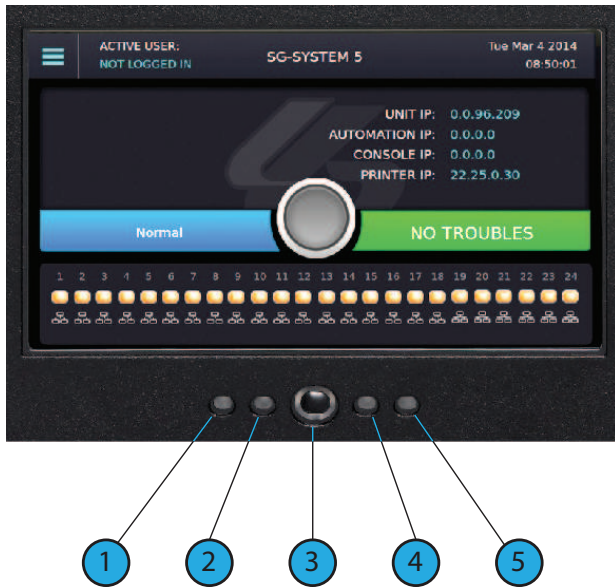 ACTIVE USER:
NOT LOGGED IN
SG-SYSTEM 5
Tue Mar 4 2014
08:50:01
UNIT IP: 0.0.96.209
AUTOMATION IP: 0.0.0.0
CONSOLE IP: 0.0.0.0
PRINTER IP: 22.25.0.30
Normal
NO TROUBLES
1 2 3 4 5 6 7 8 9 10 11 12 13 14 15 16 17 18 19 20 21 22 23 24
1 2 3 4 5